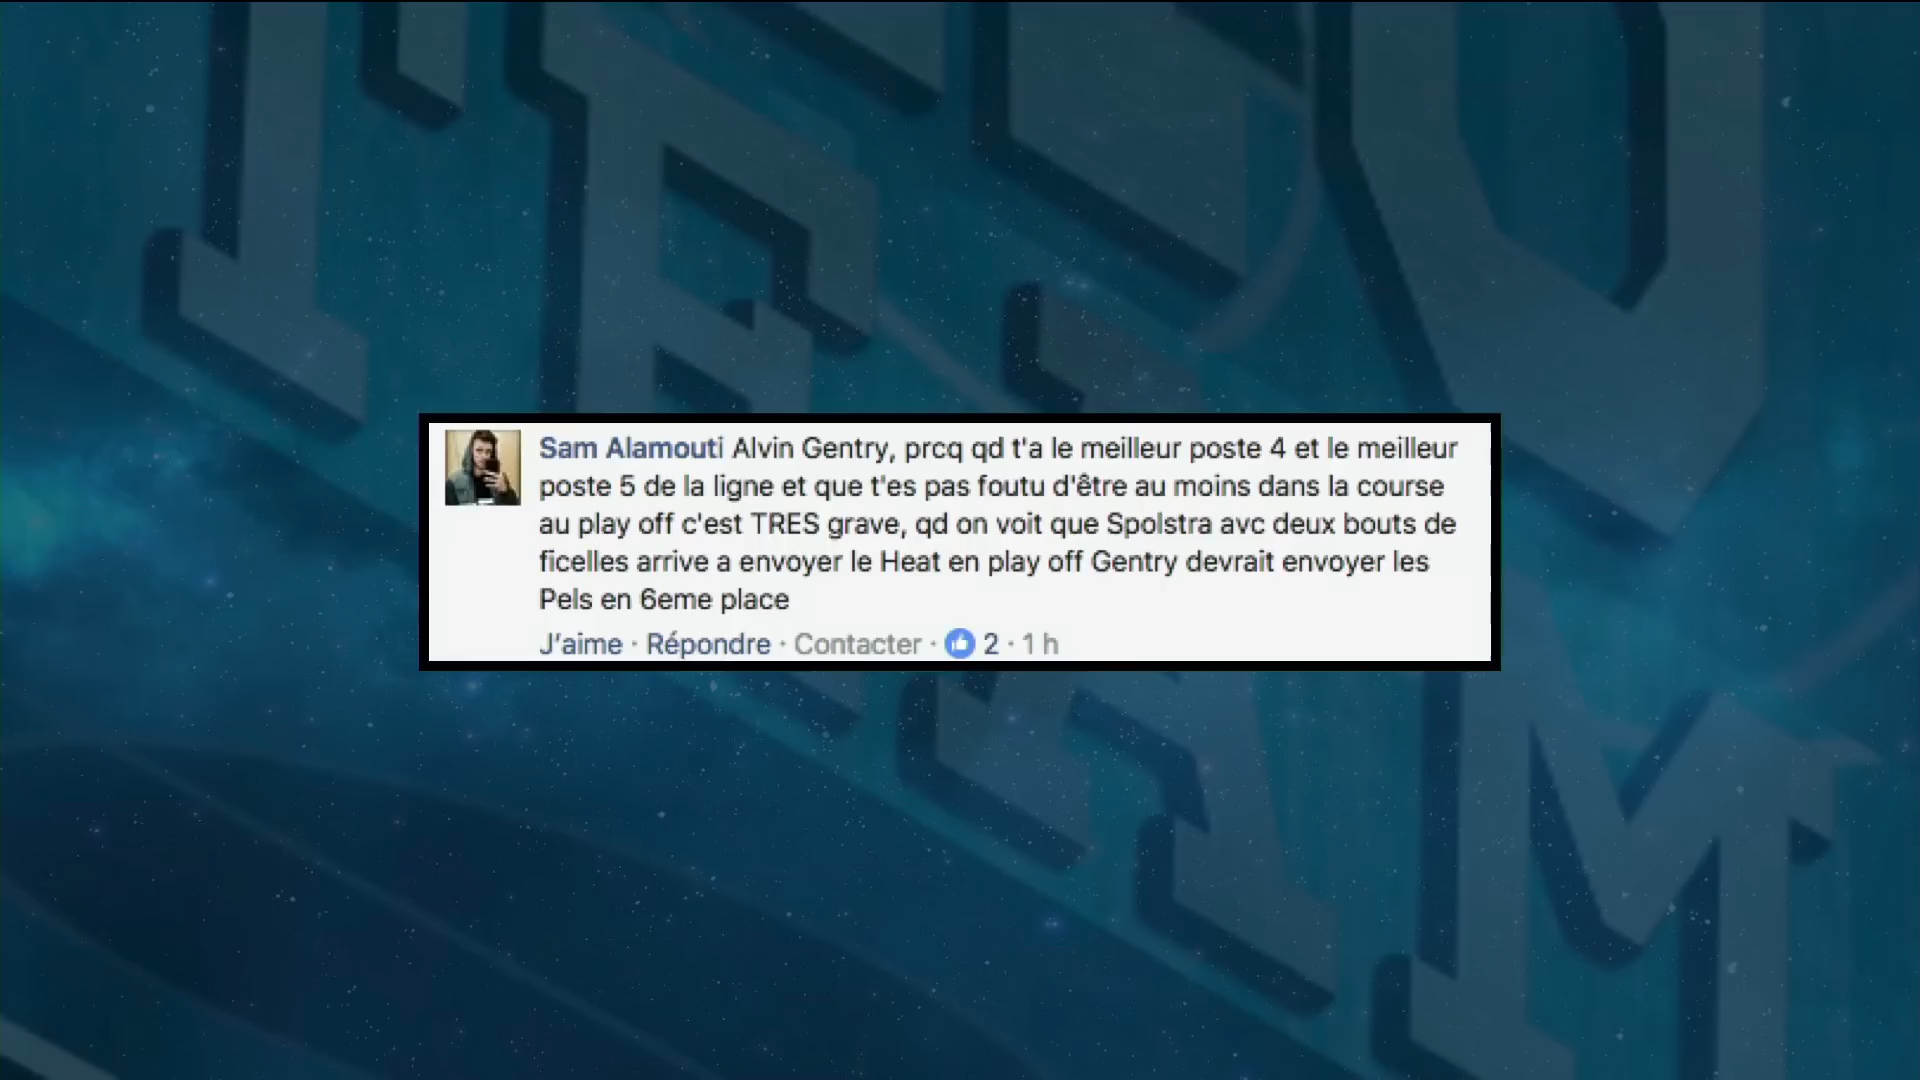 Sam Alamouti Alvin Gentry, prcq qd t'a le meilleur poste 4 et le meilleur
poste 5 de la ligne et que t'es pas foutu d'être au moins dans la course
au play off c'est TRES grave, qd on voit que Spolstra avc deux bouts de
ficelles arrive a envoyer le Heat en play off Gentry devrait envoyer les
Pels en 6eme place
J'aime · Répondre · Contacter · 2 · 1 h